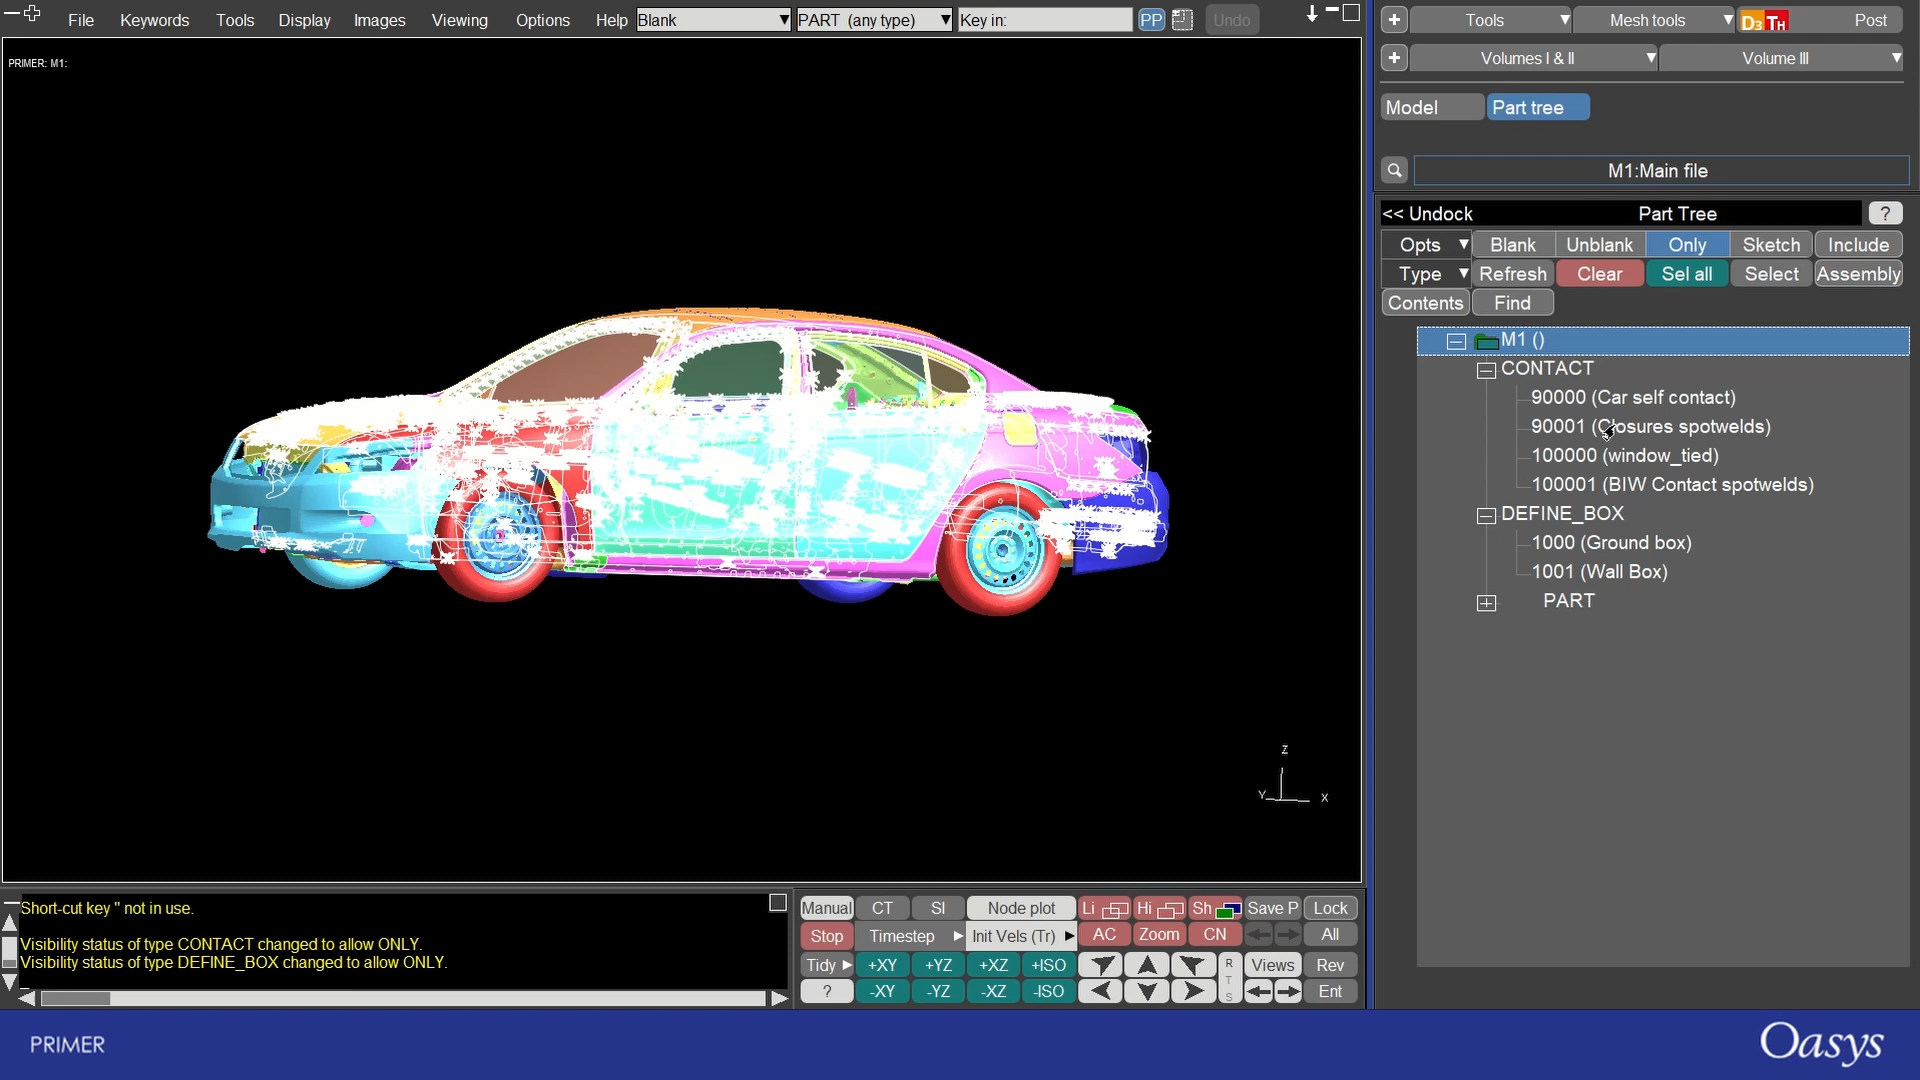 File Keywords Tools Display Images Viewing Options Help Blank PART (any type) Key in: PP Undo
PRIMER: M1:
Z
Y X
Tools Mesh tools D3 TH Post
Volumes I & II Volume III
Model Part tree
M1:Main file
<< Undock Part Tree ?
Opts Blank Unblank Only Sketch Include
Type Refresh Clear Sel all Select Assembly
Contents Find
M1 ()
CONTACT
90000 (Car self contact)
90001 (Closures spotwelds)
100000 (window_tied)
100001 (BIW Contact spotwelds)
DEFINE_BOX
1000 (Ground box)
1001 (Wall Box)
PART
Short-cut key '' not in use.
Visibility status of type CONTACT changed to allow ONLY.
Visibility status of type DEFINE_BOX changed to allow ONLY.
Manual CT SI Node plot Li Hi Sh Save P Lock
Stop Timestep Init Vels (Tr) AC Zoom CN All
Tidy +XY +YZ +XZ +ISO R T S Views Rev
? -XY -YZ -XZ -ISO Ent
PRIMER
Oasys